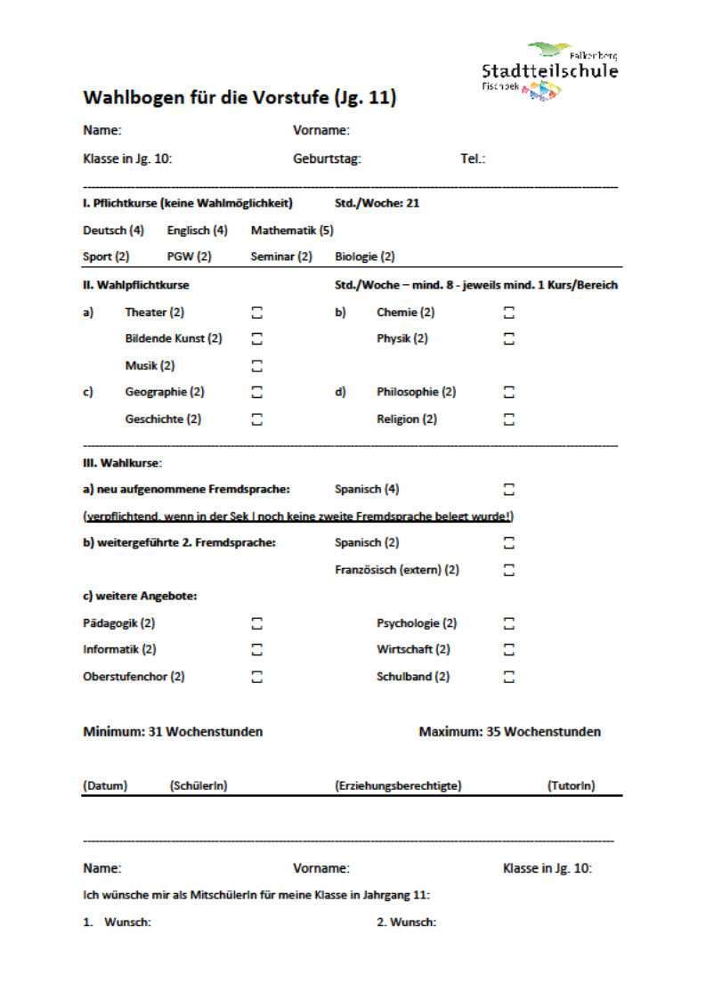 Falkenberg
Stadtteilschule
Fischbek
Wahlbogen für die Vorstufe (Jg. 11)
Name: Vorname:
Klasse in Jg. 10: Geburtstag: Tel.:
I. Pflichtkurse (keine Wahlmöglichkeit) Std./Woche: 21
Deutsch (4) Englisch (4) Mathematik (5)
Sport (2) PGW (2) Seminar (2) Biologie (2)
II. Wahlpflichtkurse Std./Woche – mind. 8 - jeweils mind. 1 Kurs/Bereich
a) Theater (2) b) Chemie (2)
Bildende Kunst (2) Physik (2)
Musik (2)
c) Geographie (2) d) Philosophie (2)
Geschichte (2) Religion (2)
III. Wahlkurse:
a) neu aufgenommene Fremdsprache: Spanisch (4)
(verpflichtend, wenn in der Sek I noch keine zweite Fremdsprache belegt wurde!)
b) weitergeführte 2. Fremdsprache: Spanisch (2)
Französisch (extern) (2)
c) weitere Angebote:
Pädagogik (2) Psychologie (2)
Informatik (2) Wirtschaft (2)
Oberstufenchor (2) Schulband (2)
Minimum: 31 Wochenstunden Maximum: 35 Wochenstunden
(Datum) (SchülerIn) (Erziehungsberechtigte) (TutorIn)
Name: Vorname: Klasse in Jg. 10:
Ich wünsche mir als MitschülerIn für meine Klasse in Jahrgang 11:
1. Wunsch: 2. Wunsch: